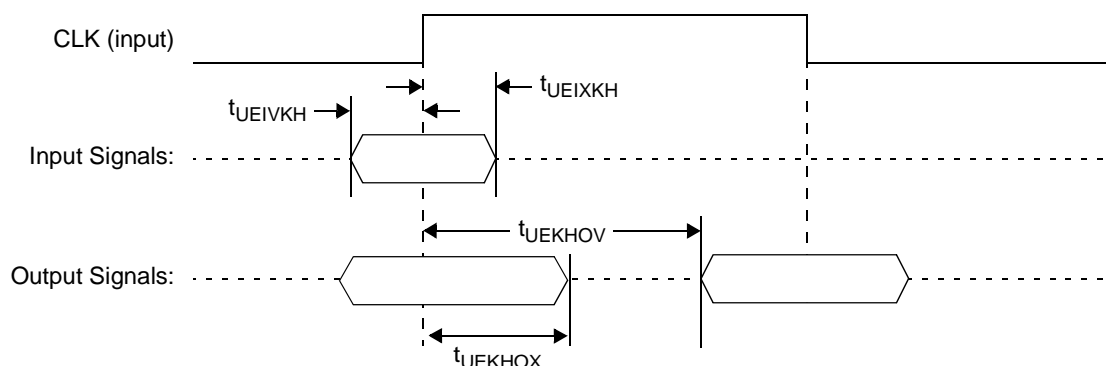 CLK (input)
tUEIXKH
tUEIVKH
Input Signals:
tUEKHOV
Output Signals:
tUEKHOX